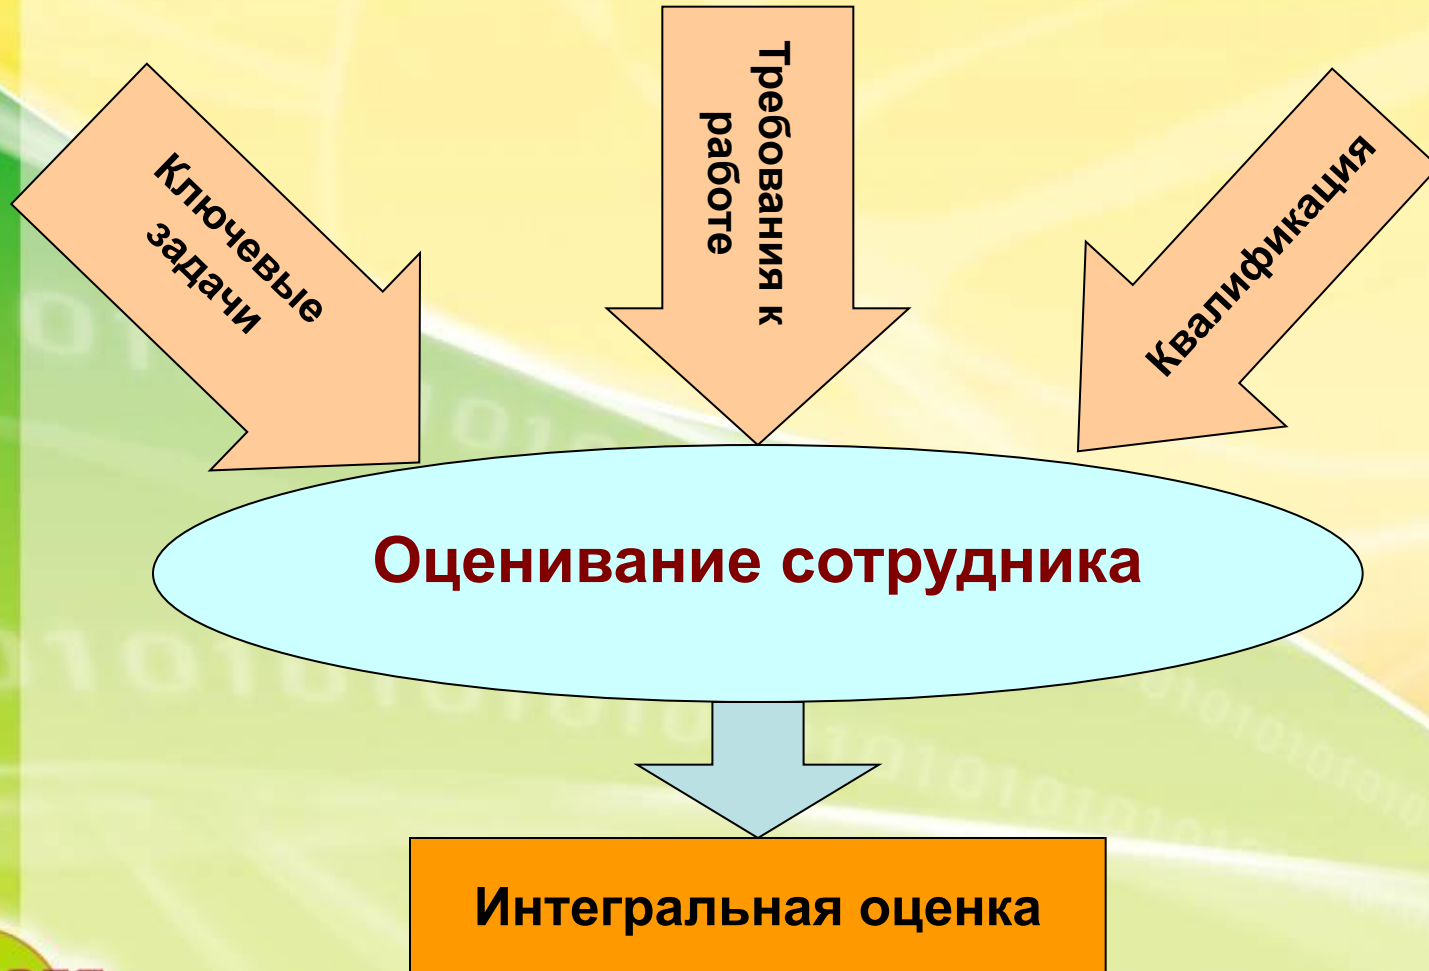 Ключевые
задачи
Требования к
работе
Квалификация
Оценивание сотрудника
Интегральная оценка